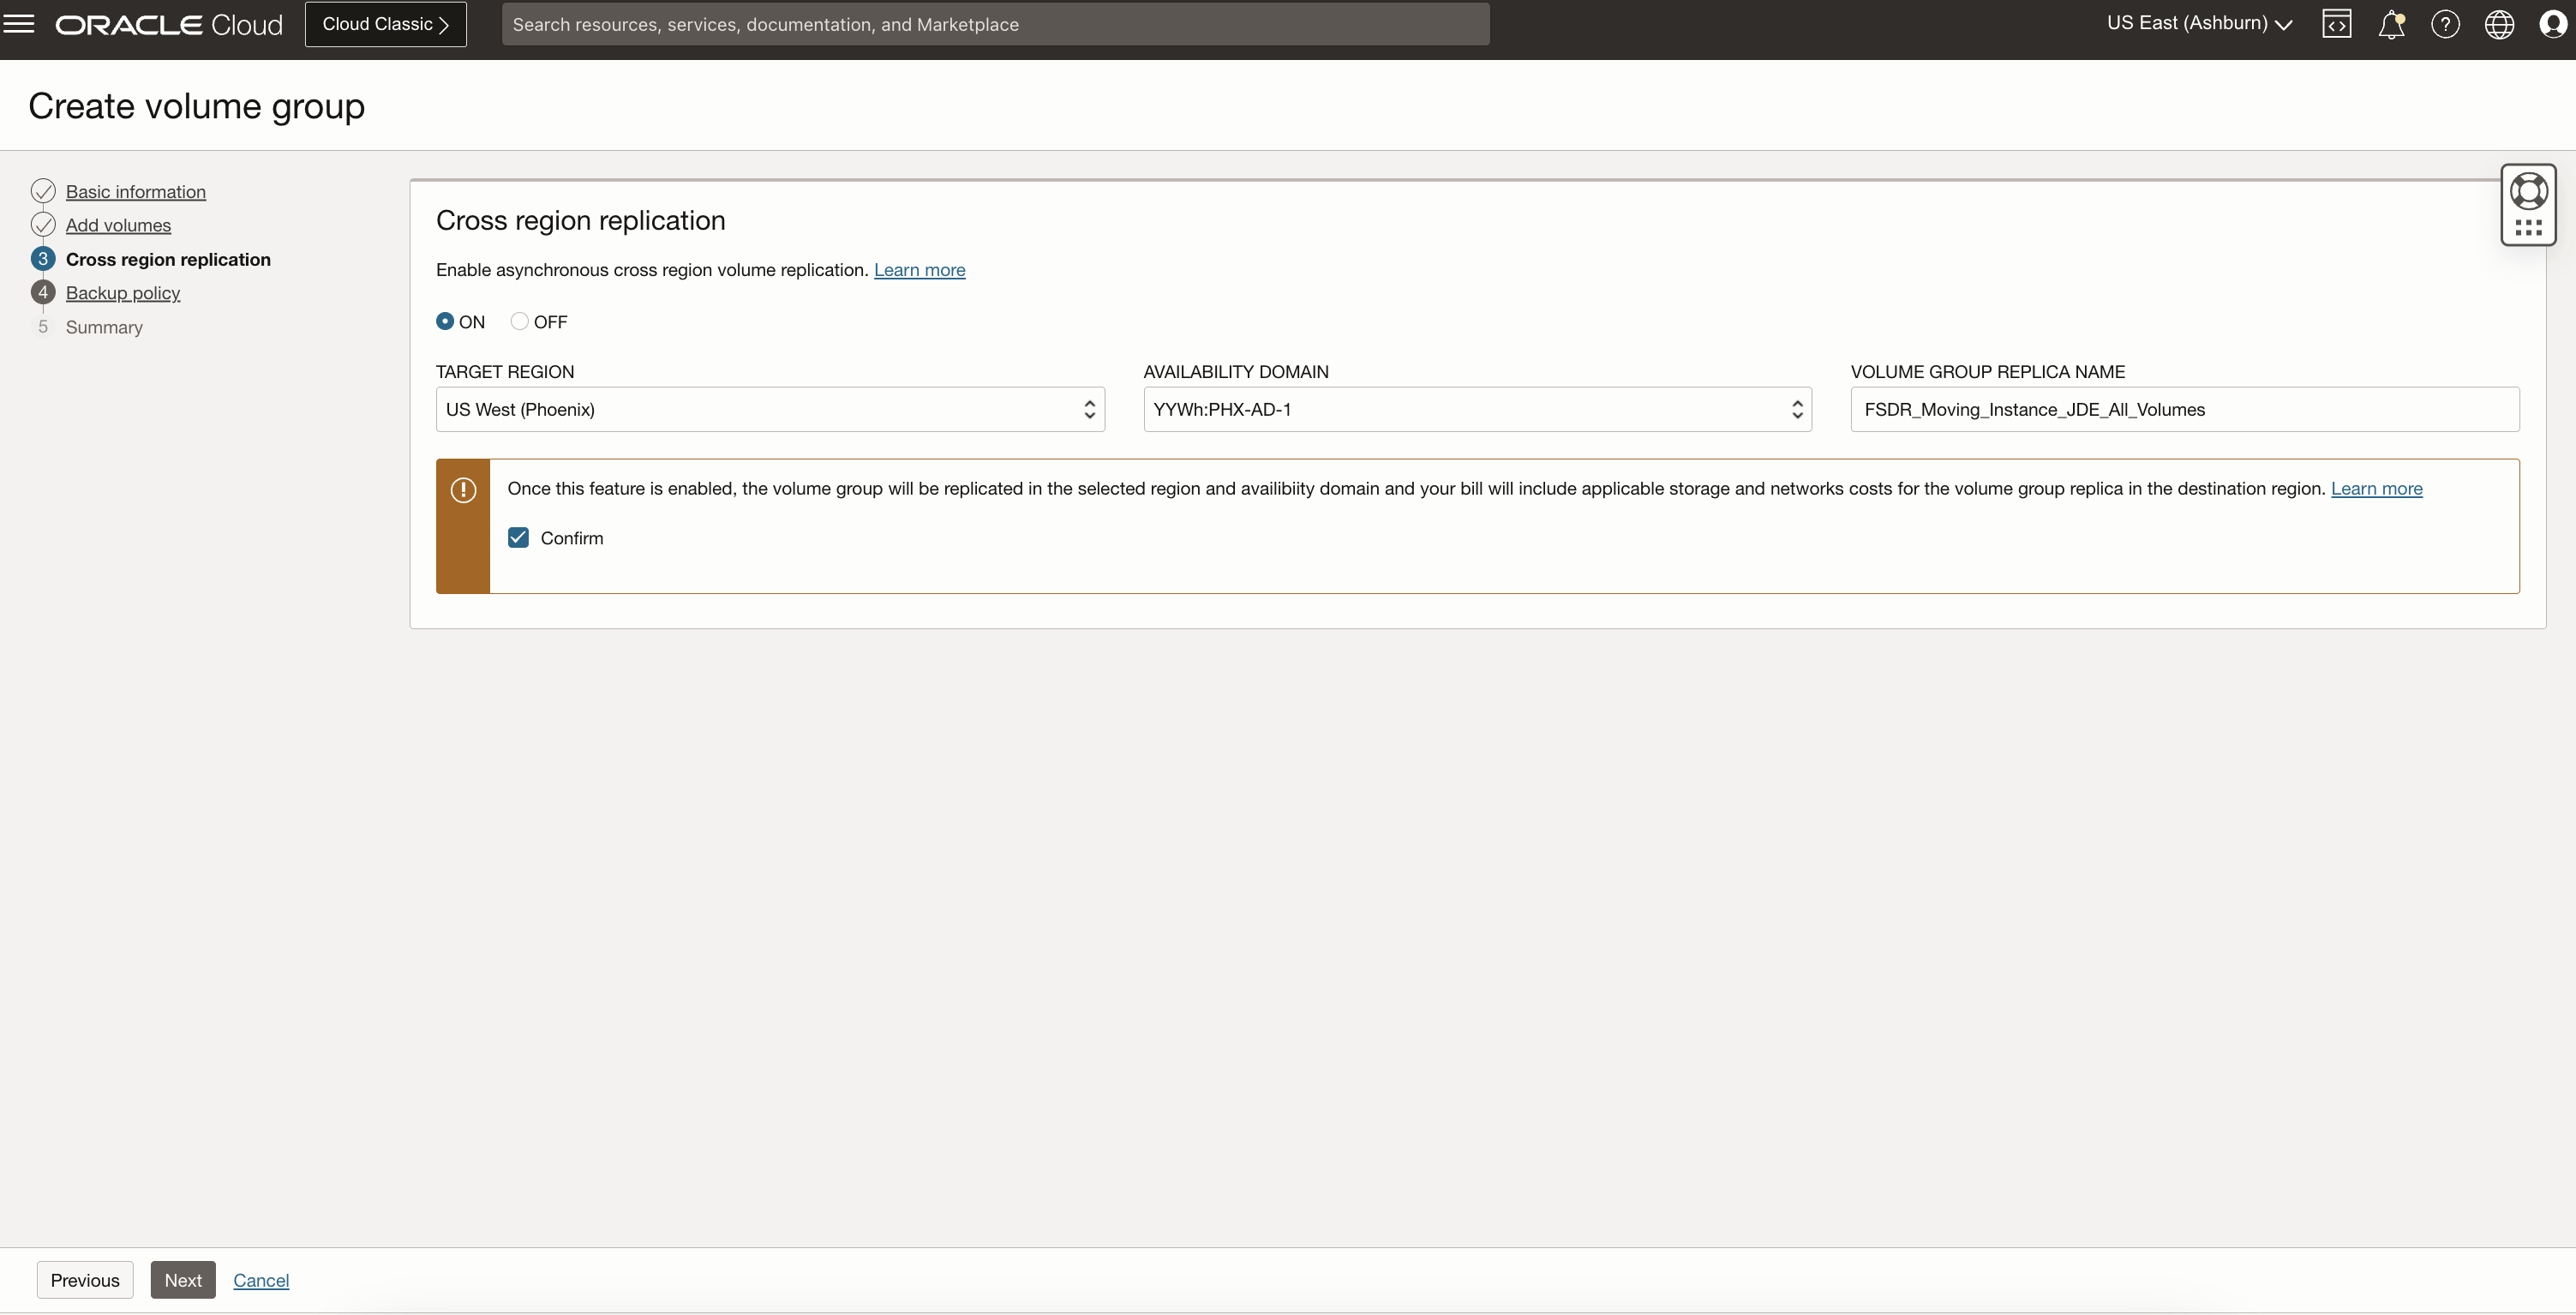 ORACLE Cloud
Cloud Classic
Search resources, services, documentation, and Marketplace
US East (Ashburn)
Create volume group
Basic information
Add volumes
3 Cross region replication
4 Backup policy
5 Summary
Cross region replication
Enable asynchronous cross region volume replication. Learn more
ON OFF
TARGET REGION
US West (Phoenix)
AVAILABILITY DOMAIN
YYWh:PHX-AD-1
VOLUME GROUP REPLICA NAME
FSDR_Moving_Instance_JDE_All_Volumes
Once this feature is enabled, the volume group will be replicated in the selected region and availibiity domain and your bill will include applicable storage and networks costs for the volume group replica in the destination region. Learn more
Confirm
Previous Next Cancel